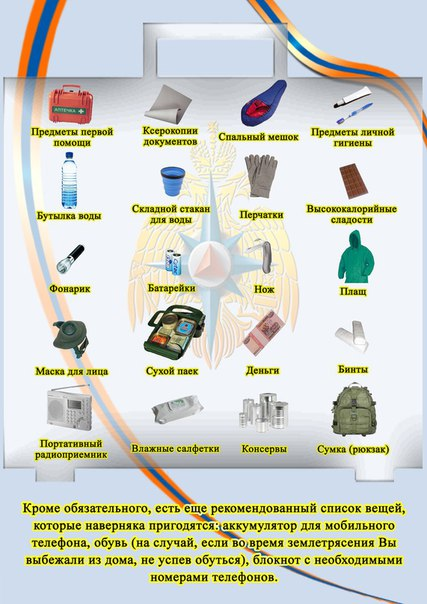 АПТЕЧКА
Предметы первой
помощи
Ксерокопии
документов
Спальный мешок
Предметы личной
гигиены
Бутылка воды
Складной стакан
для воды
Перчатки
Высококалорийные
сладости
Фонарик
Батарейки
Нож
Плащ
Маска для лица
Сухой паек
Деньги
Бинты
Портативный
радиоприемник
Влажные салфетки
Консервы
Сумка (рюкзак)
Кроме обязательного, есть еще рекомендованный список вещей,
которые наверняка пригодятся: аккумулятор для мобильного
телефона, обувь (на случай, если во время землетрясения Вы
выбежали из дома, не успев обуться), блокнот с необходимыми
номерами телефонов.